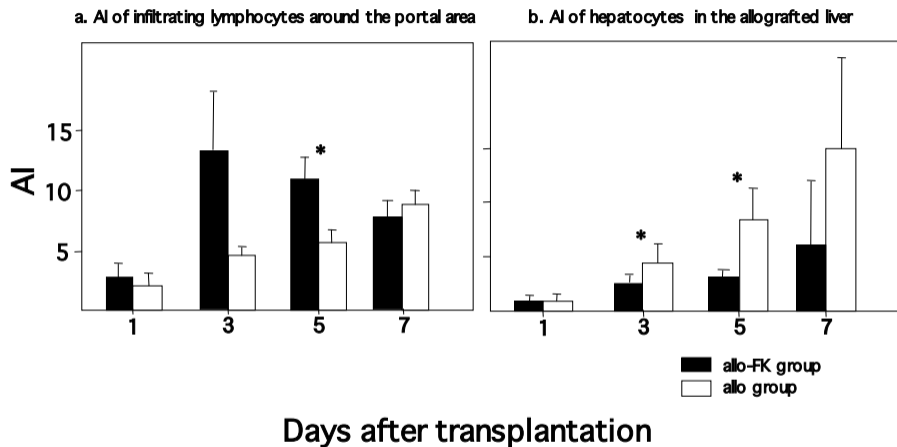 a. AI of infiltrating lymphocytes around the portal area
b. AI of hepatocytes in the allografted liver
AI
15
10
5
*
1 3 5 7
* *
1 3 5 7
allo-FK group
allo group
Days after transplantation